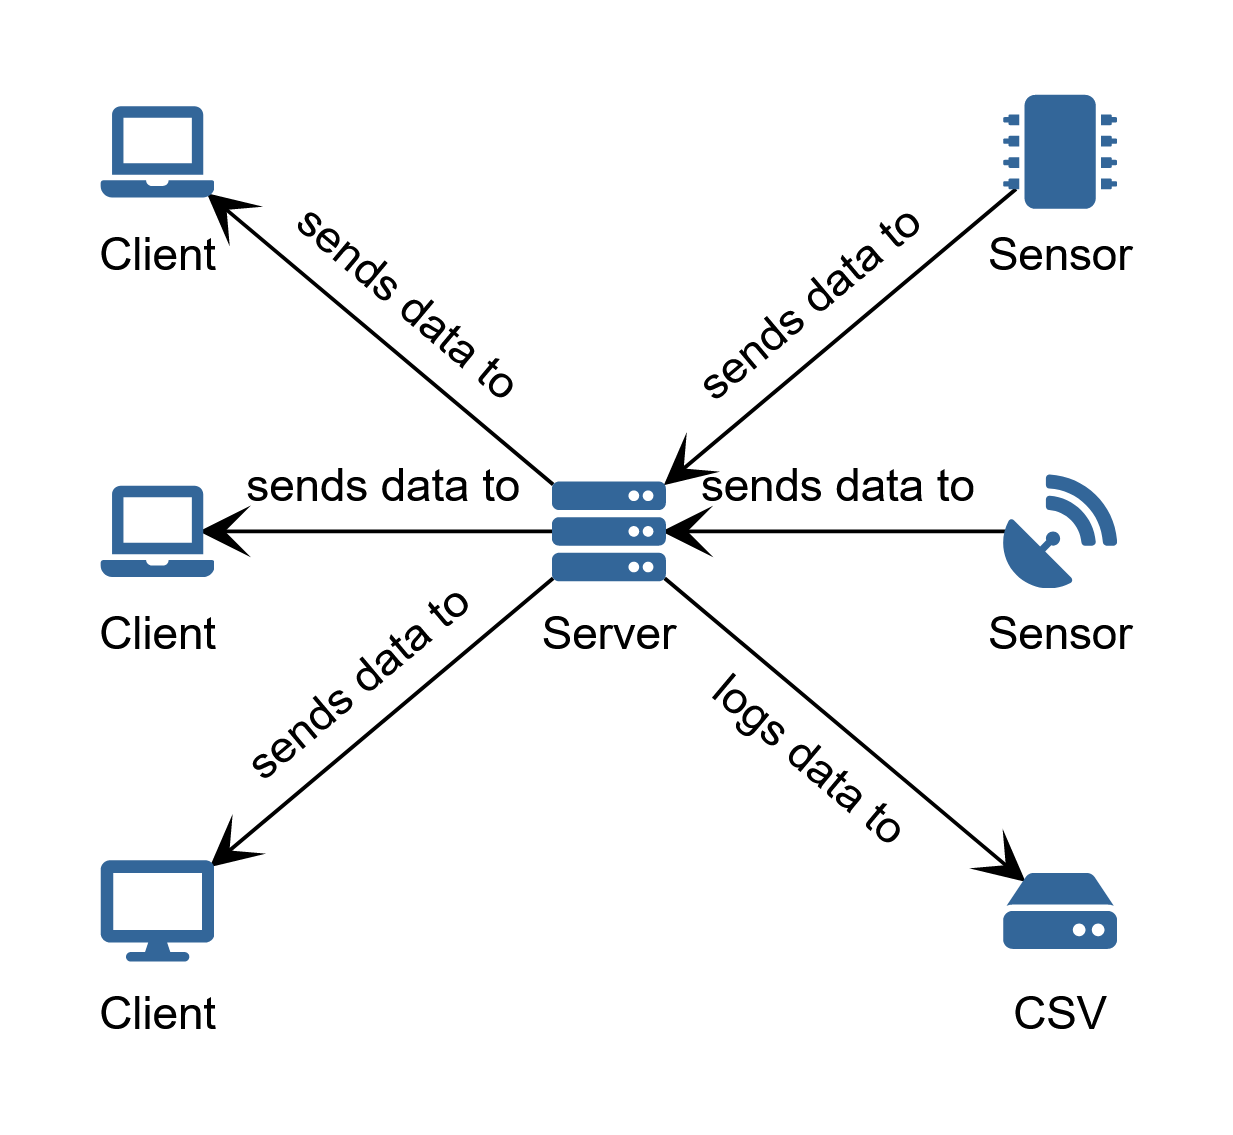 Client
sends data to
sends data to
Sensor
sends data to
sends data to
Client
Server
Sensor
sends data to
logs data to
Client
CSV